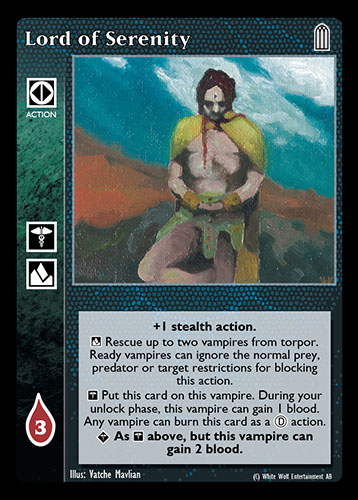 Lord of Serenity
ACTION
+1 stealth action.
Rescue up to two vampires from torpor.
Ready vampires can ignore the normal prey,
predator or target restrictions for blocking
this action.
Put this card on this vampire. During your
unlock phase, this vampire can gain 1 blood.
Any vampire can burn this card as a D action.
As above, but this vampire can
gain 2 blood.
3
Illus: Vatche Mavlian
(C) White Wolf Entertainment AB